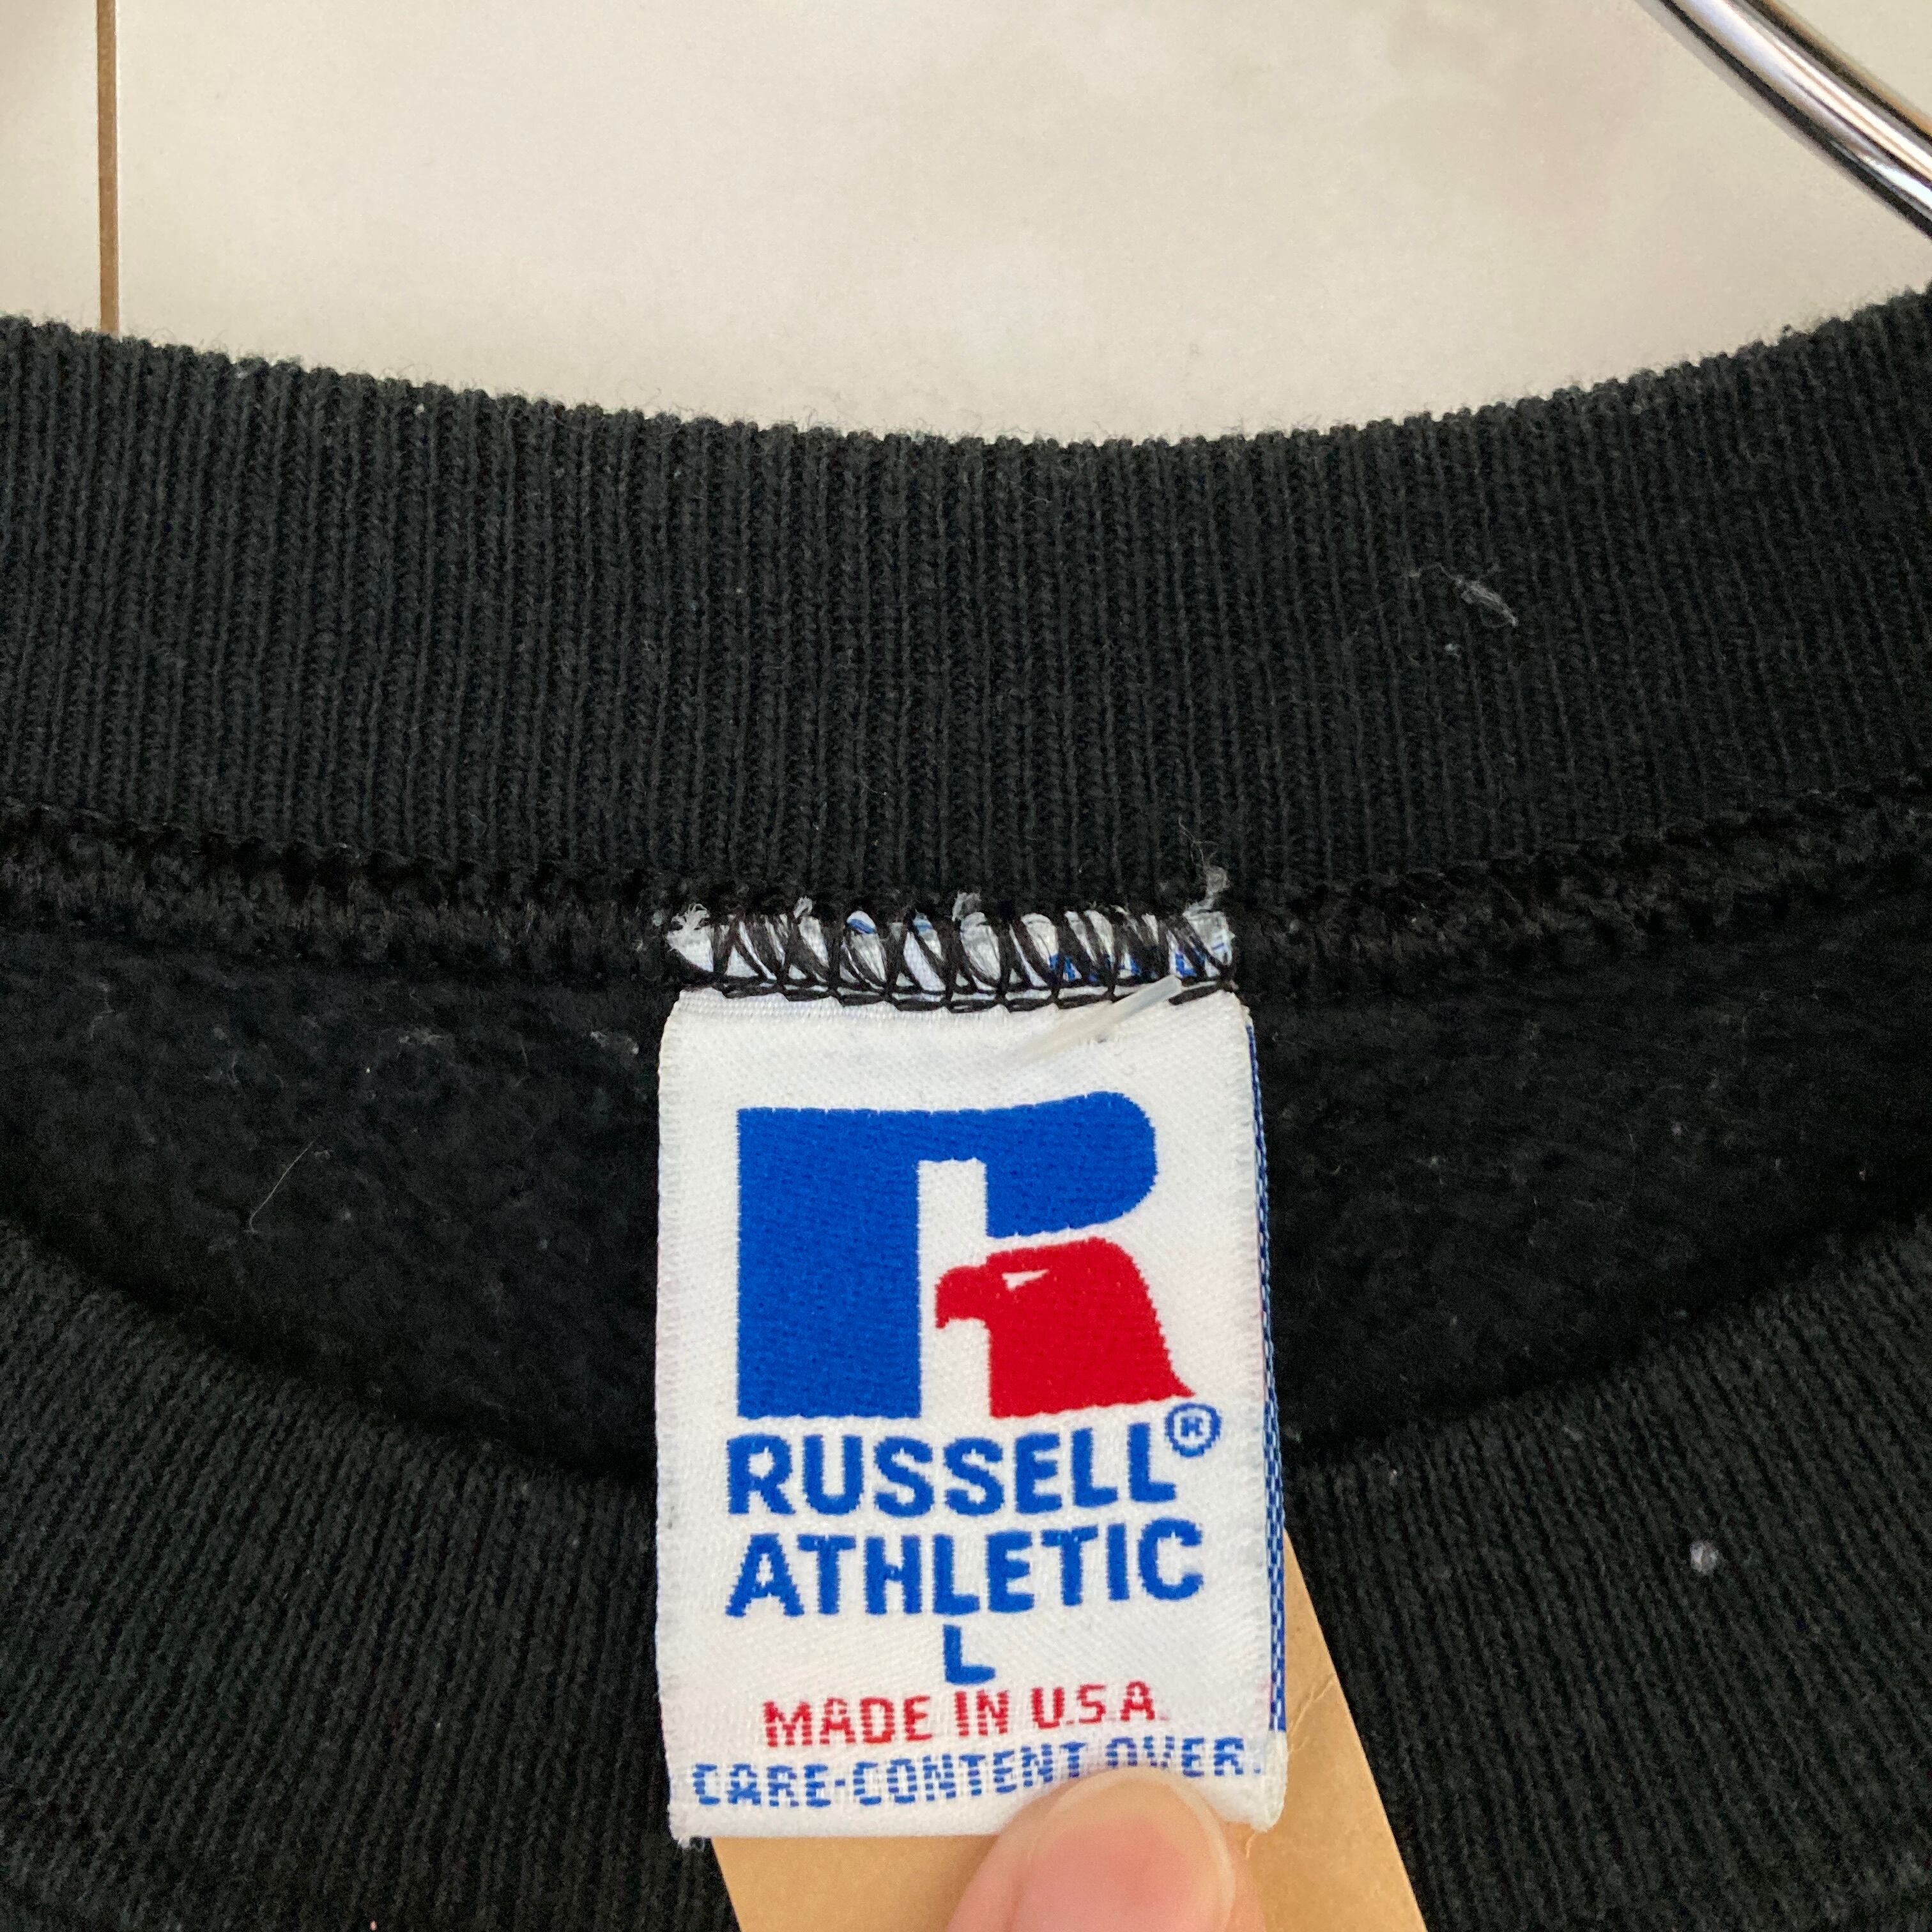 R
RUSSELL®
ATHLETIC
L
MADE IN U.S.A.
CARE-CONTENT OVER.